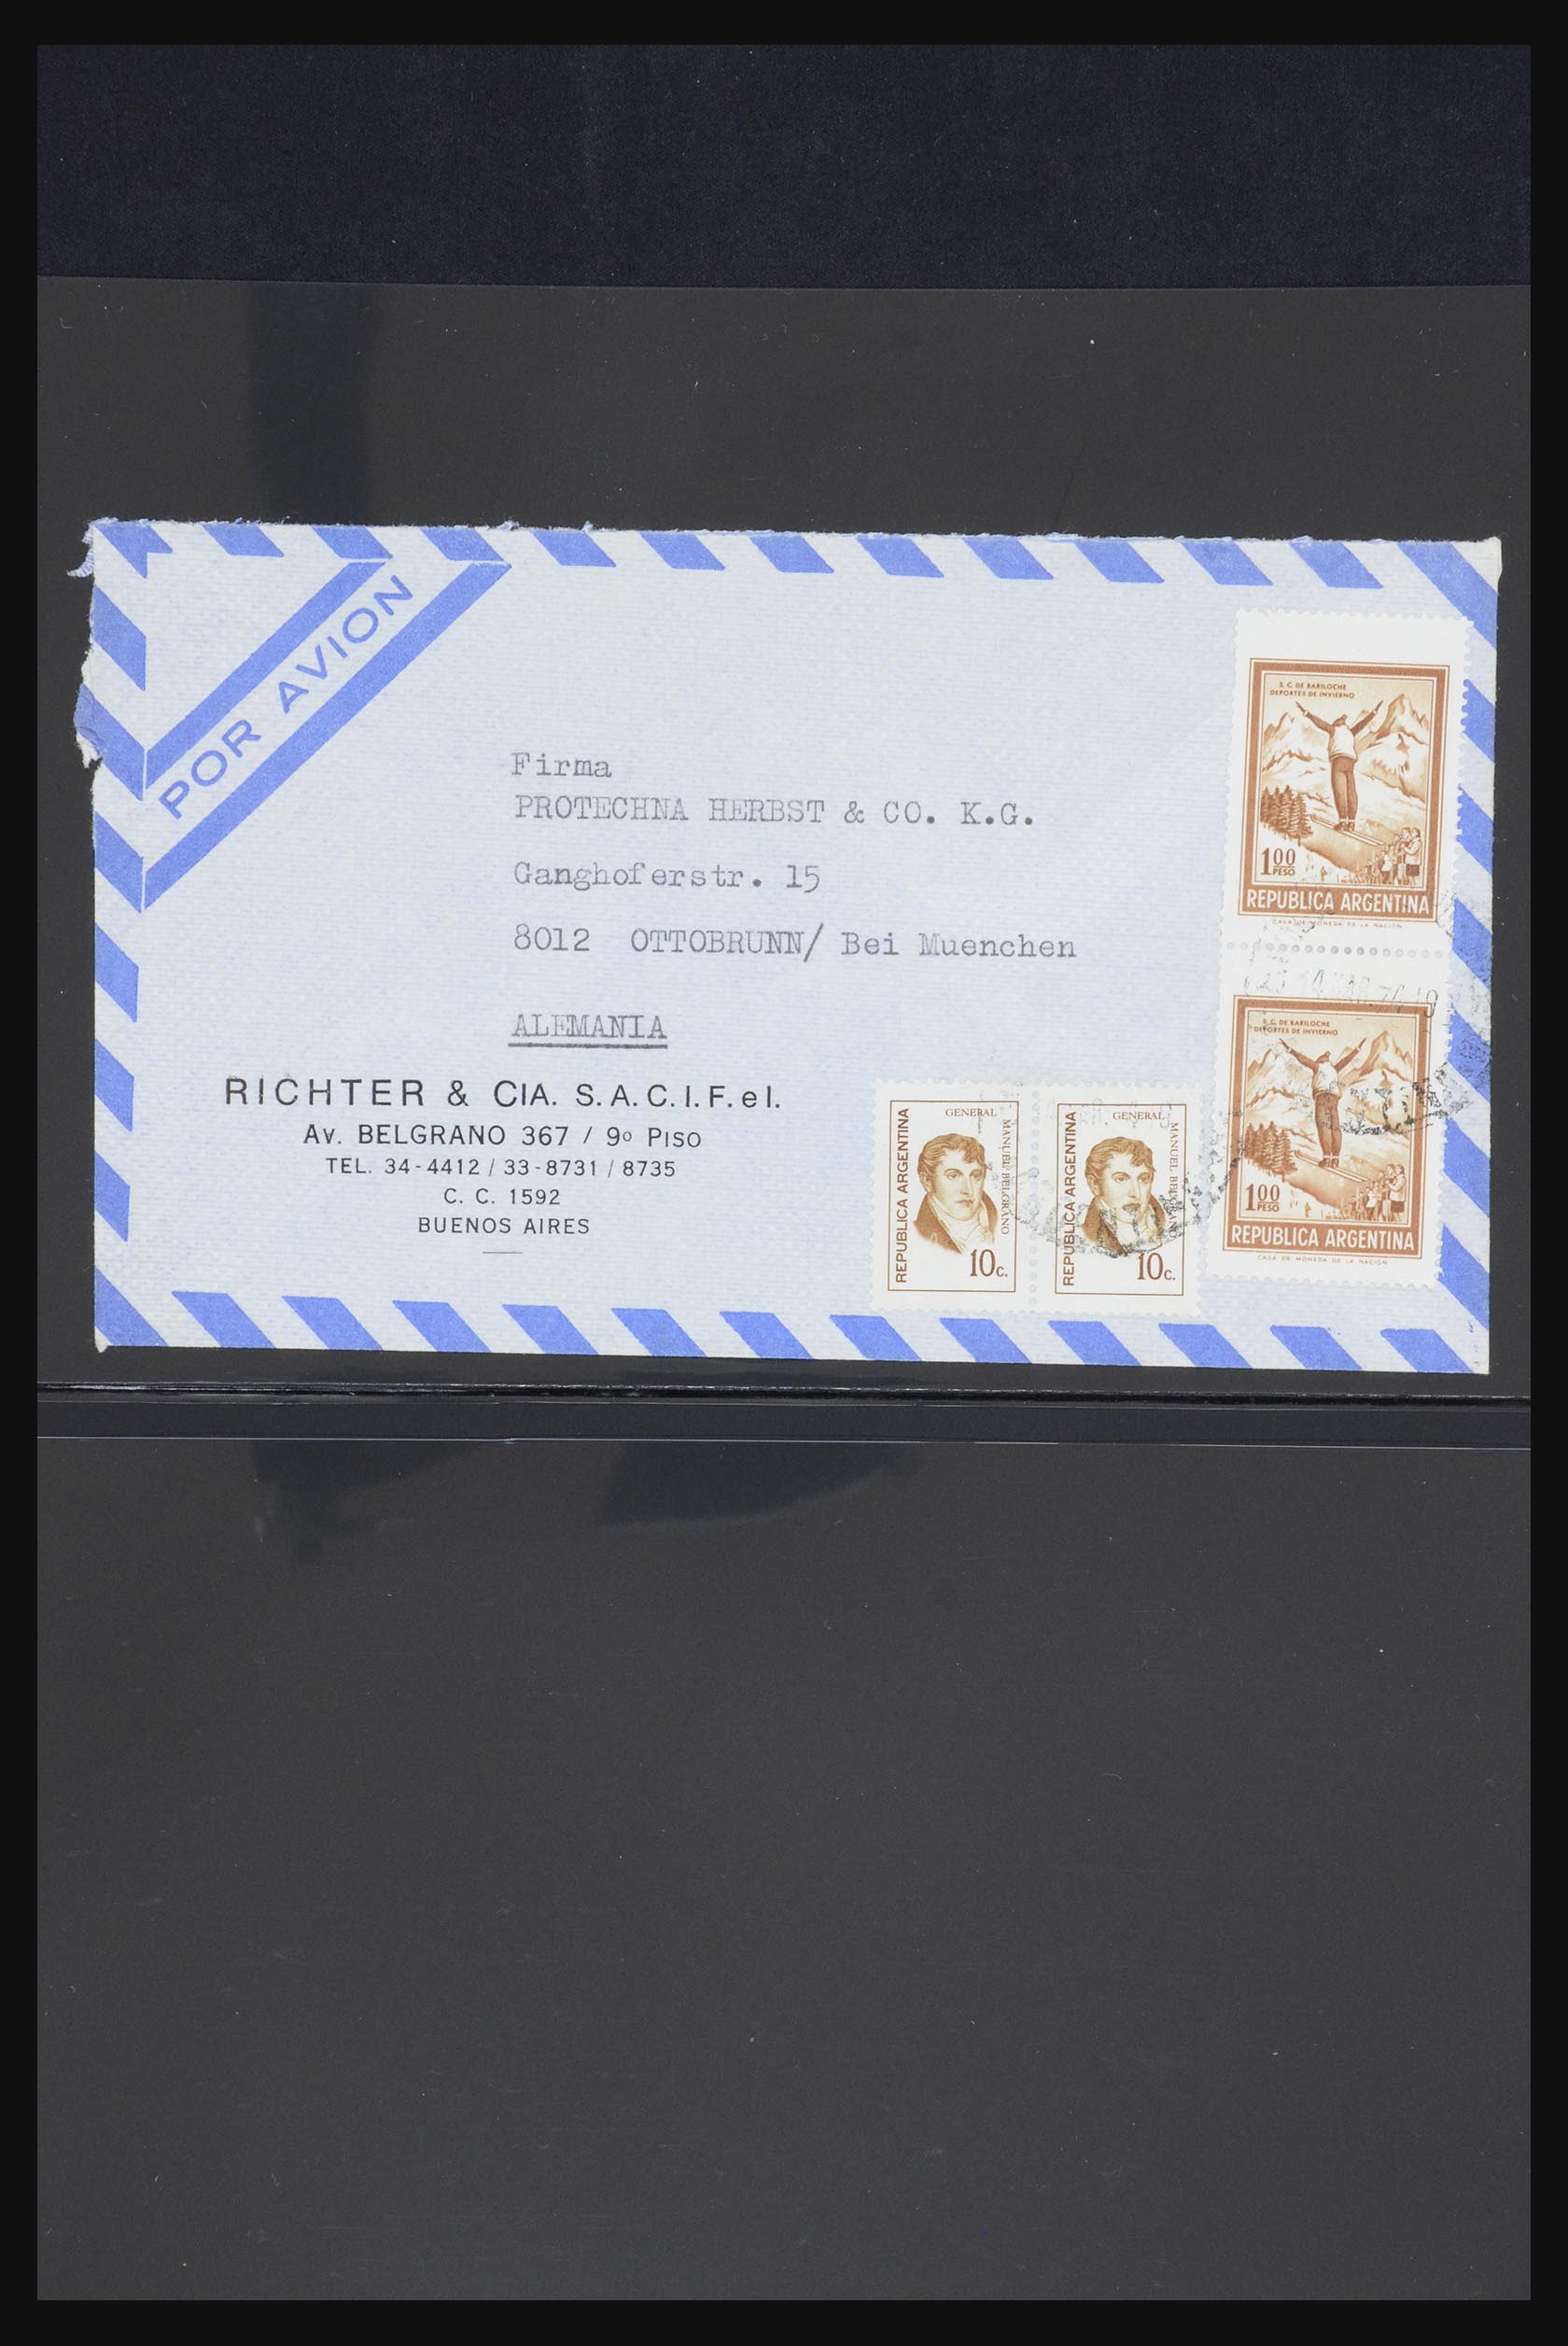 POR AVION
Firma
PROTECHNA HERBST & CO. K.G.
Ganghoferstr. 15
8012 OTTOBRUNN/ Bei Muenchen
ALEMANIA
RICHTER & CIA. S. A. C. I. F. e I.
Av. BELGRANO 367 / 9º PISO
TEL. 34-4412 / 33-8731 / 8735
C. C. 1592
BUENOS AIRES
S. C. DE BARILOCHE
DEPORTES DE INVIERNO
1 00
PESO
REPUBLICA ARGENTINA
CASA DE MONEDA DE LA NACION
14 MAR. 74
S. C. DE BARILOCHE
DEPORTES DE INVIERNO
1 00
PESO
REPUBLICA ARGENTINA
CASA DE MONEDA DE LA NACION
REPUBLICA ARGENTINA
GENERAL
MANUEL BELGRANO
10c.
REPUBLICA ARGENTINA
GENERAL
MANUEL BELGRANO
10c.